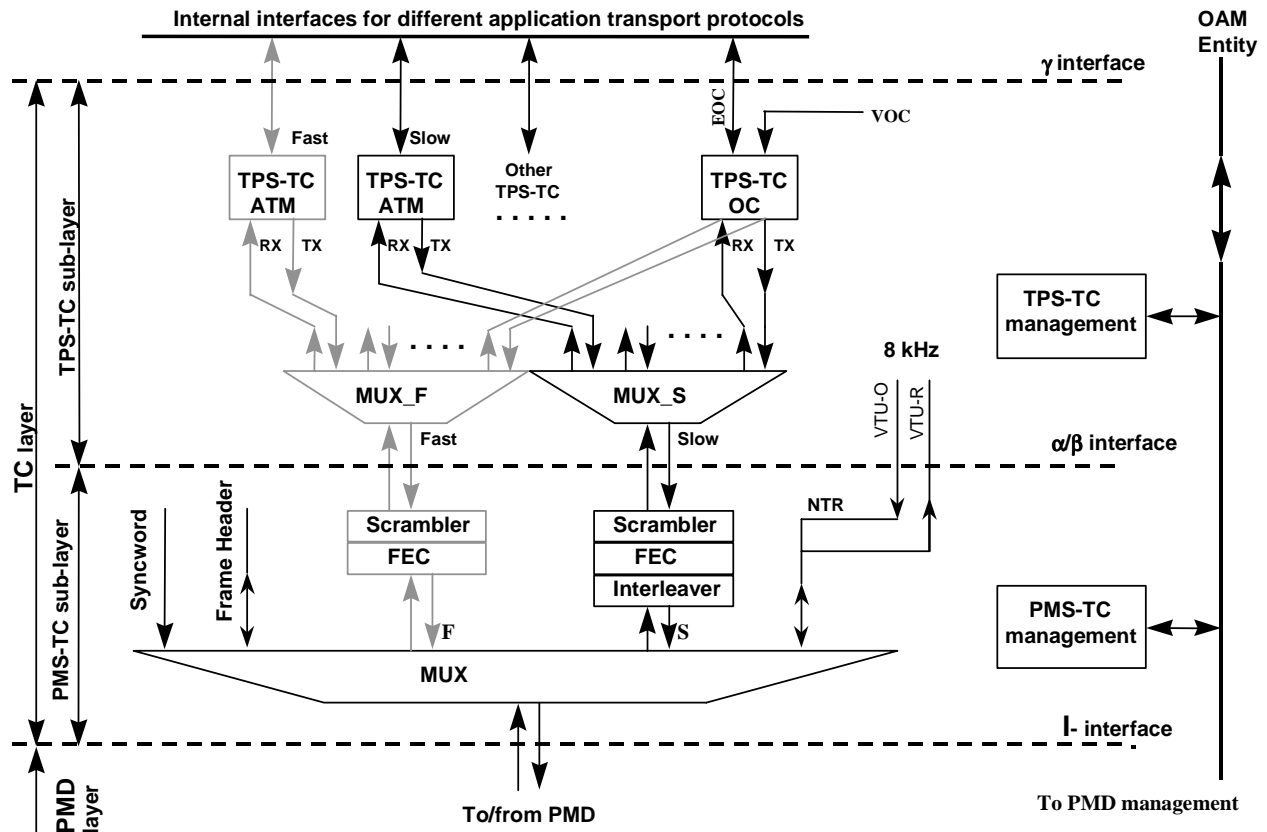 Internal interfaces for different application transport protocols
OAM
Entity
γ interface
EOC
VOC
Fast
Slow
TPS-TC
ATM
TPS-TC
ATM
Other
TPS-TC
. . . . .
TPS-TC
OC
RX
TX
RX
TX
RX
TX
TPS-TC sub-layer
TPS-TC
management
. . . .
. . . .
8 kHz
MUX_F
MUX_S
VTU-O
VTU-R
Fast
Slow
α/β interface
TC layer
PMS-TC sub-layer
Syncword
Frame Header
Scrambler
FEC
Scrambler
FEC
Interleaver
NTR
F
S
PMS-TC
management
MUX
I- interface
PMD
layer
To/from PMD
To PMD management